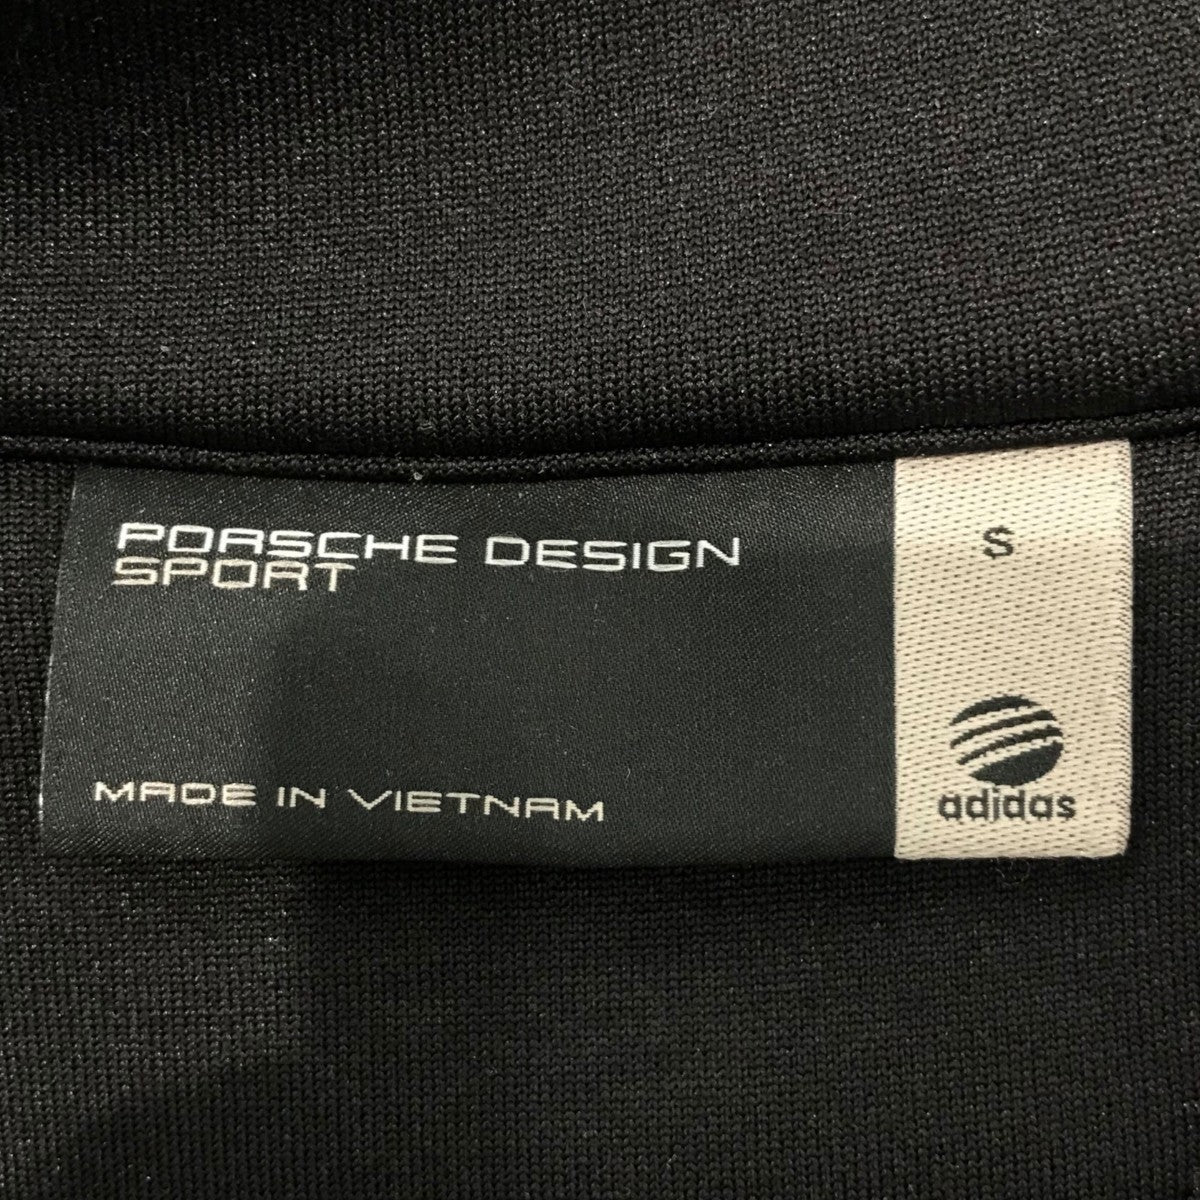 PORSCHE DESIGN
SPORT
S
MADE IN VIETNAM
adidas